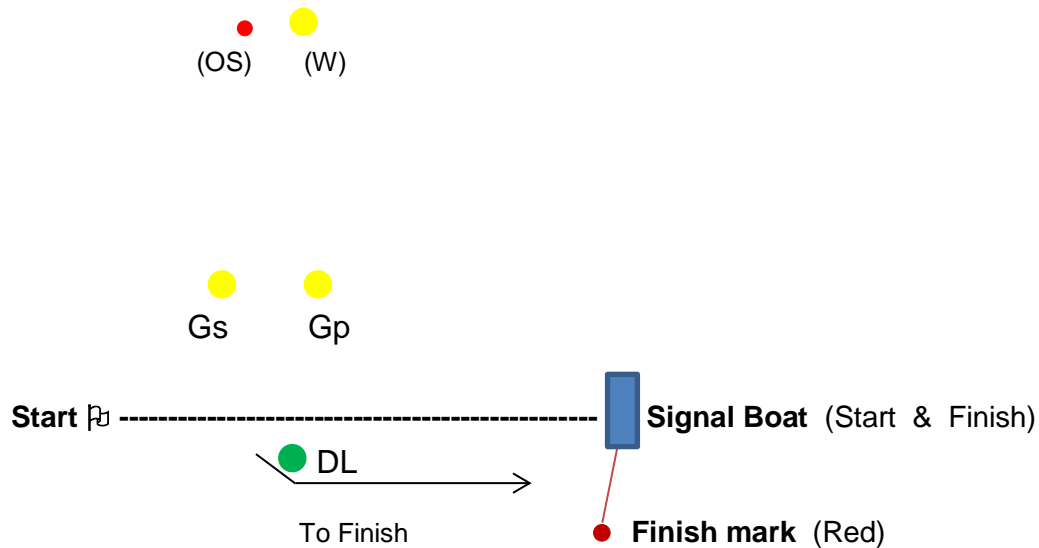 (OS) (W)
Gs Gp
Start Signal Boat (Start & Finish)
DL
To Finish Finish mark (Red)